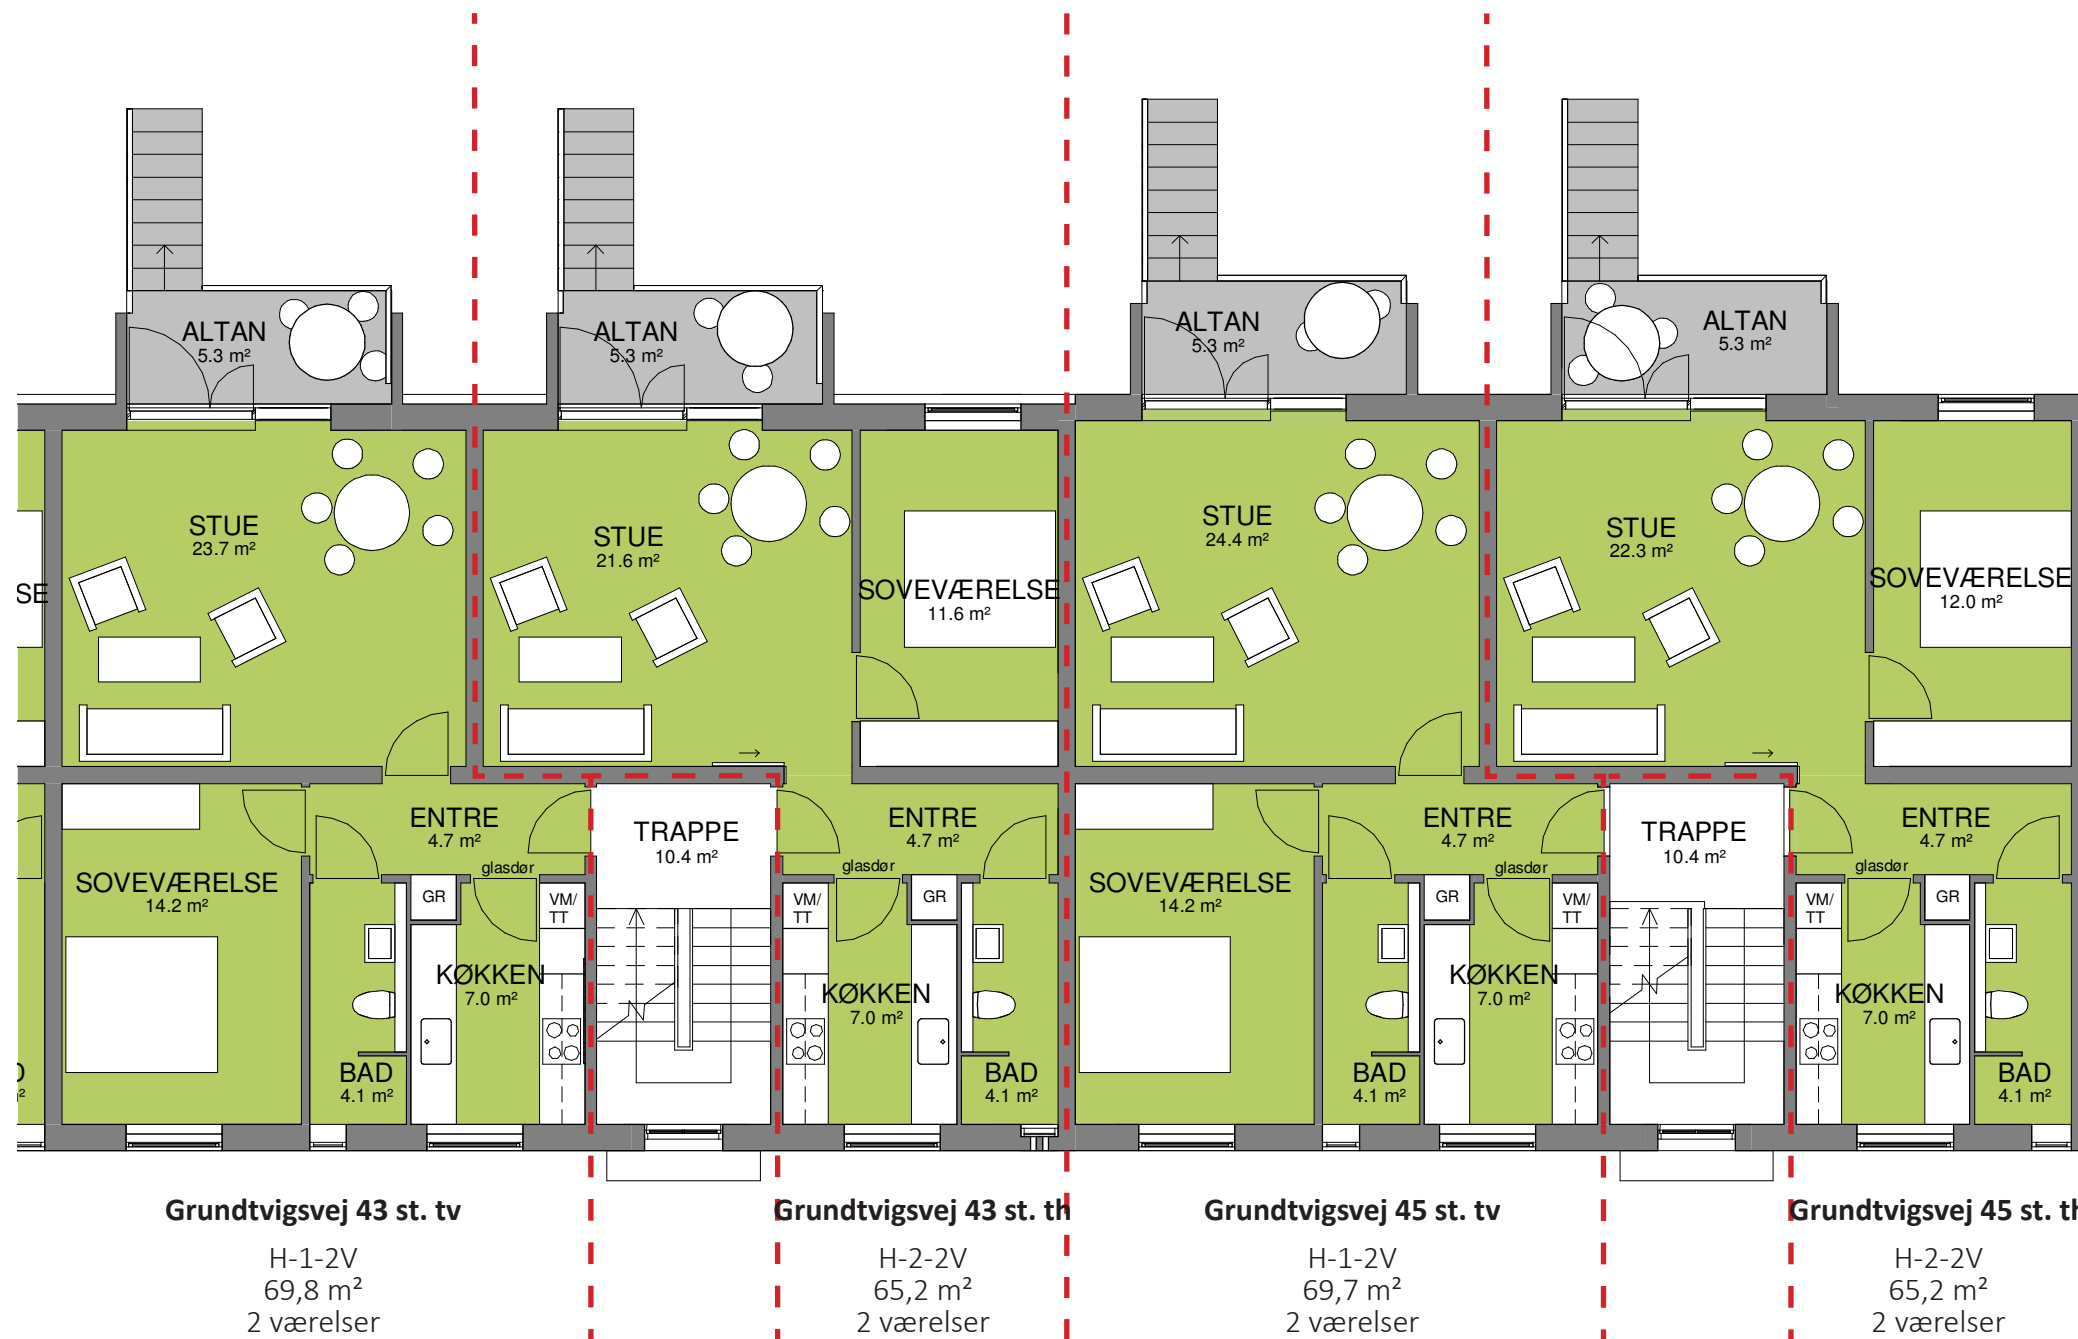 ALTAN
5.3 m²
ALTAN
5.3 m²
ALTAN
5.3 m²
ALTAN
5.3 m²
SE
STUE
23.7 m²
STUE
21.6 m²
SOVEVÆRELSE
11.6 m²
STUE
24.4 m²
STUE
22.3 m²
SOVEVÆRELSE
12.0 m²
ENTRE
4.7 m²
glasdør
TRAPPE
10.4 m²
ENTRE
4.7 m²
glasdør
ENTRE
4.7 m²
glasdør
TRAPPE
10.4 m²
ENTRE
4.7 m²
glasdør
SOVEVÆRELSE
14.2 m²
GR
VM/
TT
VM/
TT
GR
SOVEVÆRELSE
14.2 m²
GR
VM/
TT
VM/
TT
GR
KØKKEN
7.0 m²
KØKKEN
7.0 m²
KØKKEN
7.0 m²
KØKKEN
7.0 m²
D
²
BAD
4.1 m²
BAD
4.1 m²
BAD
4.1 m²
BAD
4.1 m²
Grundtvigsvej 43 st. tv
H-1-2V
69,8 m²
2 værelser
Grundtvigsvej 43 st. th
H-2-2V
65,2 m²
2 værelser
Grundtvigsvej 45 st. tv
H-1-2V
69,7 m²
2 værelser
Grundtvigsvej 45 st. th
H-2-2V
65,2 m²
2 værelser